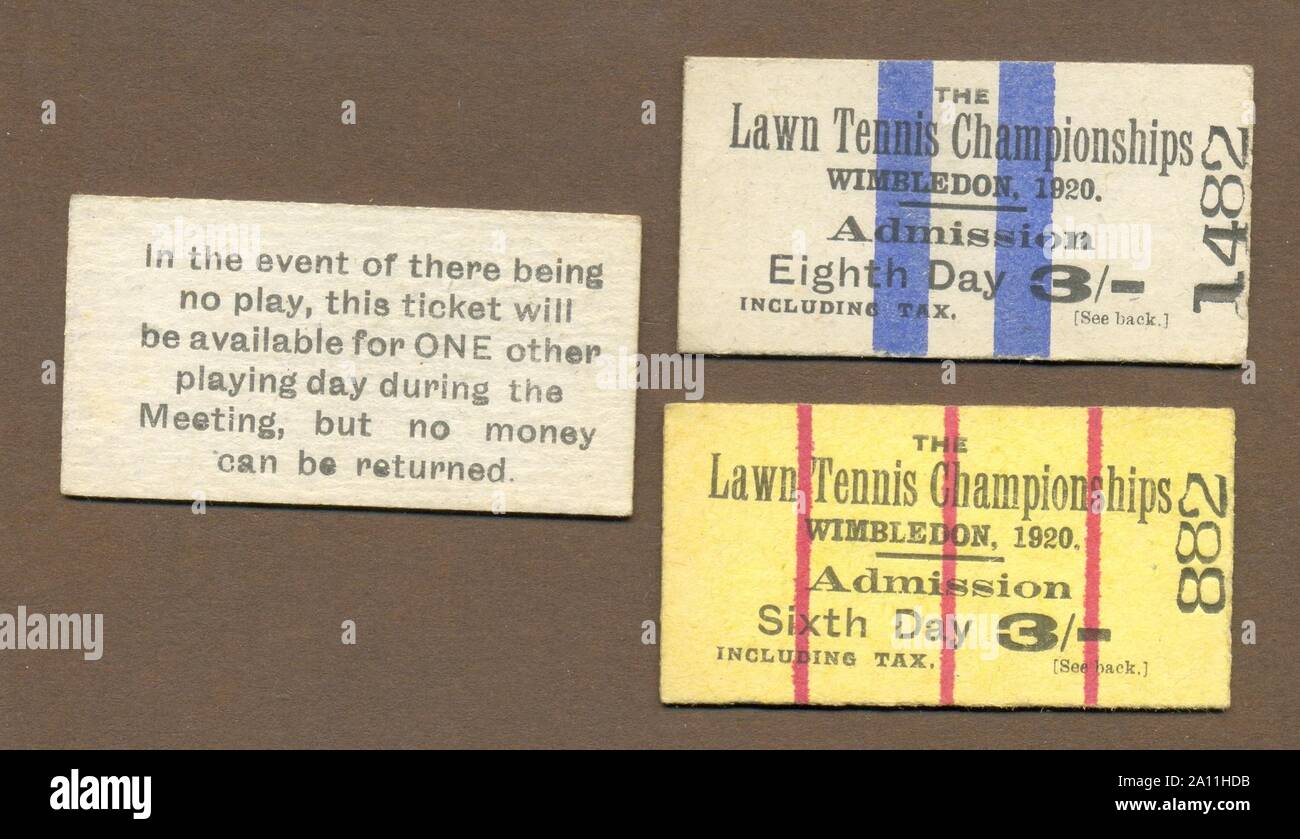 In the event of there being
no play, this ticket will
be available for ONE other
playing day during the
Meeting, but no money
can be returned.
THE
Lawn Tennis Championships
WIMBLEDON, 1920.
Admission
Eighth Day 3/-
INCLUDING TAX.
[See back.]
1482
THE
Lawn Tennis Championships
WIMBLEDON, 1920.
Admission
Sixth Day 3/-
INCLUDING TAX.
[See back.]
882
a
a
a
a
a
a
a
a
alamy
alamy
alamy
alamy
Image ID: 2A11HDB
www.alamy.com